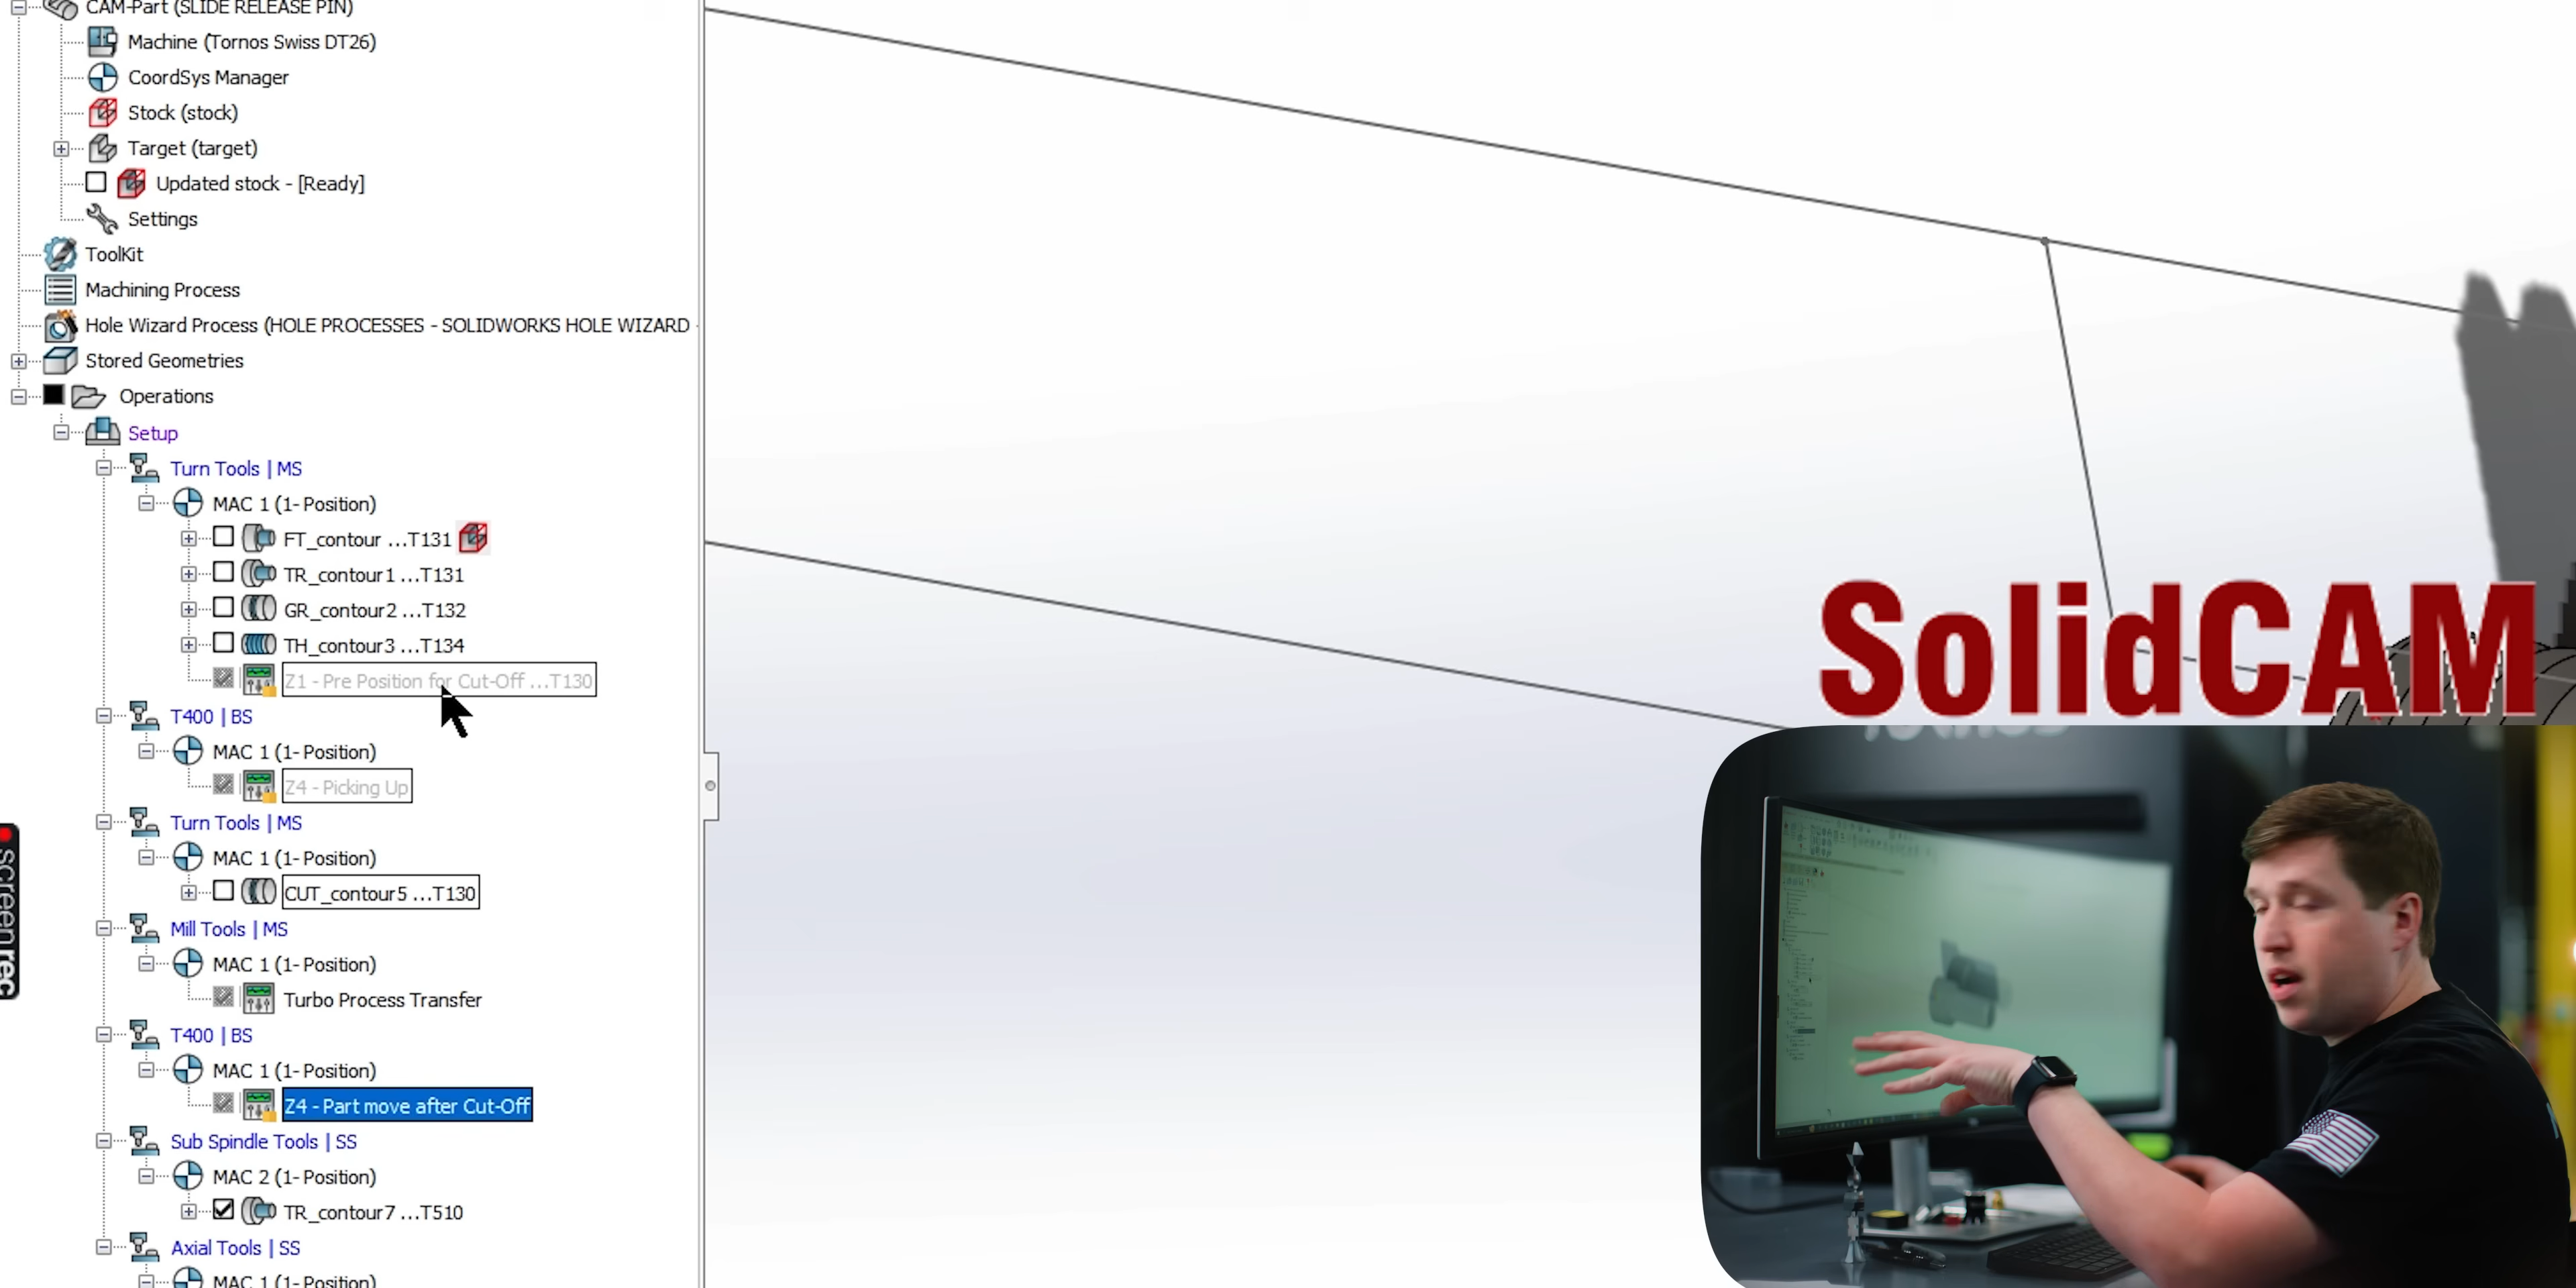 CAM-Part (SLIDE RELEASE PIN)
Machine (Tornos Swiss DT26)
CoordSys Manager
Stock (stock)
Target (target)
Updated stock - [Ready]
Settings
ToolKit
Machining Process
Hole Wizard Process (HOLE PROCESSES - SOLIDWORKS HOLE WIZARD
Stored Geometries
Operations
Setup
Turn Tools | MS
MAC 1 (1- Position)
FT_contour ...T131
TR_contour1 ...T131
GR_contour2 ...T132
TH_contour3 ...T134
Z1 - Pre Position for Cut-Off ...T130
T400 | BS
MAC 1 (1- Position)
Z4 - Picking Up
Turn Tools | MS
MAC 1 (1- Position)
CUT_contour5 ...T130
Mill Tools | MS
MAC 1 (1- Position)
Turbo Process Transfer
T400 | BS
MAC 1 (1- Position)
Z4 - Part move after Cut-Off
Sub Spindle Tools | SS
MAC 2 (1- Position)
TR_contour7 ...T510
Axial Tools | SS
MAC 1 (1- Position)
screenrec
SolidCAM